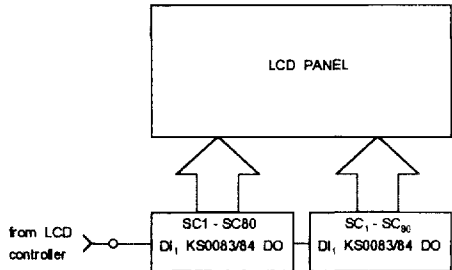 LCD PANEL
SC1 - SC80
SC₁ - SC₈₀
from LCD
controller
DI₁ KS0083/84 DO
DI₁ KS0083/84 DO